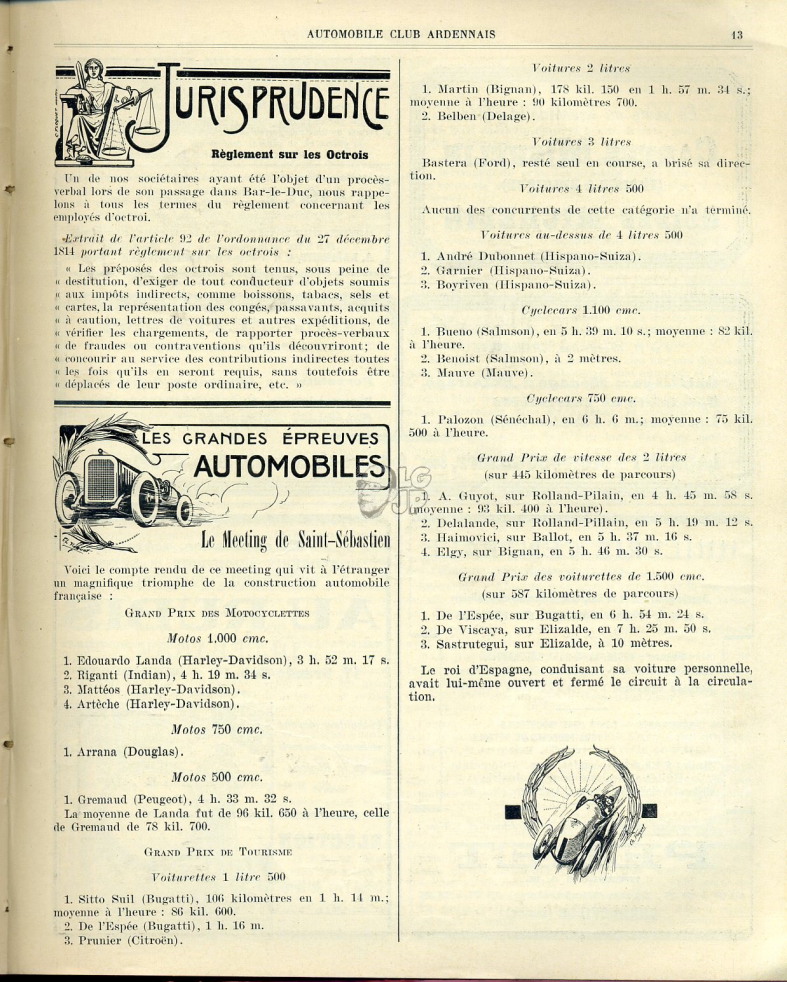 AUTOMOBILE CLUB ARDENNAIS 13
JURISPRUDENCE
Règlement sur les Octrois
Un de nos sociétaires ayant été l'objet d'un procès-
verbal lors de son passage dans Bar-le-Duc, nous rappe-
lons à tous les termes du règlement concernant les
employés d'octroi.
Extrait de l'article 92 de l'ordonnance du 27 décembre
1814 portant règlement sur les octrois :
« Les préposés des octrois sont tenus, sous peine de
« destitution, d'exiger de tout conducteur d'objets soumis
« aux impôts indirects, comme boissons, tabacs, sels et
« cartes, la représentation des congés, passavants, acquits
« à caution, lettres de voitures et autres expéditions, de
« vérifier les chargements, de rapporter procès-verbaux
« de fraudes ou contraventions qu'ils découvriront; de
« concourir au service des contributions indirectes toutes
« les fois qu'ils en seront requis, sans toutefois être
« déplacés de leur poste ordinaire, etc. »
LES GRANDES ÉPREUVES
AUTOMOBILES
Le Meeting de Saint-Sébastien
Voici le compte rendu de ce meeting qui vit à l'étranger
un magnifique triomphe de la construction automobile
française :
GRAND PRIX DES MOTOCYCLETTES
Motos 1.000 cmc.
1. Edouardo Landa (Harley-Davidson), 3 h. 52 m. 17 s.
2. Riganti (Indian), 4 h. 19 m. 34 s.
3. Mattéos (Harley-Davidson).
4. Artèche (Harley-Davidson).
Motos 750 cmc.
1. Arrana (Douglas).
Motos 500 cmc.
1. Gremaud (Peugeot), 4 h. 33 m. 32 s.
La moyenne de Landa fut de 96 kil. 650 à l'heure, celle
de Gremaud de 78 kil. 700.
GRAND PRIX DE TOURISME
Voiturettes 1 litre 500
1. Sitto Suil (Bugatti), 106 kilomètres en 1 h. 14 m.;
moyenne à l'heure : 86 kil. 600.
2. De l'Espée (Bugatti), 1 h. 16 m.
3. Prunier (Citroën).
Voitures 2 litres
1. Martin (Bignan), 178 kil. 150 en 1 h. 57 m. 34 s.;
moyenne à l'heure : 90 kilomètres 700.
2. Belben (Delage).
Voitures 3 litres
Bastera (Ford), resté seul en course, a brisé sa direc-
tion.
Voitures 4 litres 500
Aucun des concurrents de cette catégorie n'a terminé.
Voitures au-dessus de 4 litres 500
1. André Dubonnet (Hispano-Suiza).
2. Garnier (Hispano-Suiza).
3. Boyriven (Hispano-Suiza).
Cyclecars 1.100 cmc.
1. Bueno (Salmson), en 5 h. 39 m. 10 s.; moyenne : 82 kil.
à l'heure.
2. Benoist (Salmson), à 2 mètres.
3. Mauve (Mauve).
Cyclecars 750 cmc.
1. Palozon (Sénéchal), en 6 h. 6 m.; moyenne : 75 kil.
500 à l'heure.
Grand Prix de vitesse des 2 litres
(sur 445 kilomètres de parcours)
1. A. Guyot, sur Rolland-Pilain, en 4 h. 45 m. 58 s.
(moyenne : 93 kil. 400 à l'heure).
2. Delalande, sur Rolland-Pillain, en 5 h. 19 m. 12 s.
3. Haimovici, sur Ballot, en 5 h. 37 m. 16 s.
4. Elgy, sur Bignan, en 5 h. 46 m. 30 s.
Grand Prix des voiturettes de 1.500 cmc.
(sur 587 kilomètres de parcours)
1. De l'Espée, sur Bugatti, en 6 h. 54 m. 24 s.
2. De Viscaya, sur Elizalde, en 7 h. 25 m. 50 s.
3. Sastrutegui, sur Elizalde, à 10 mètres.
Le roi d'Espagne, conduisant sa voiture personnelle,
avait lui-même ouvert et fermé le circuit à la circula-
tion.